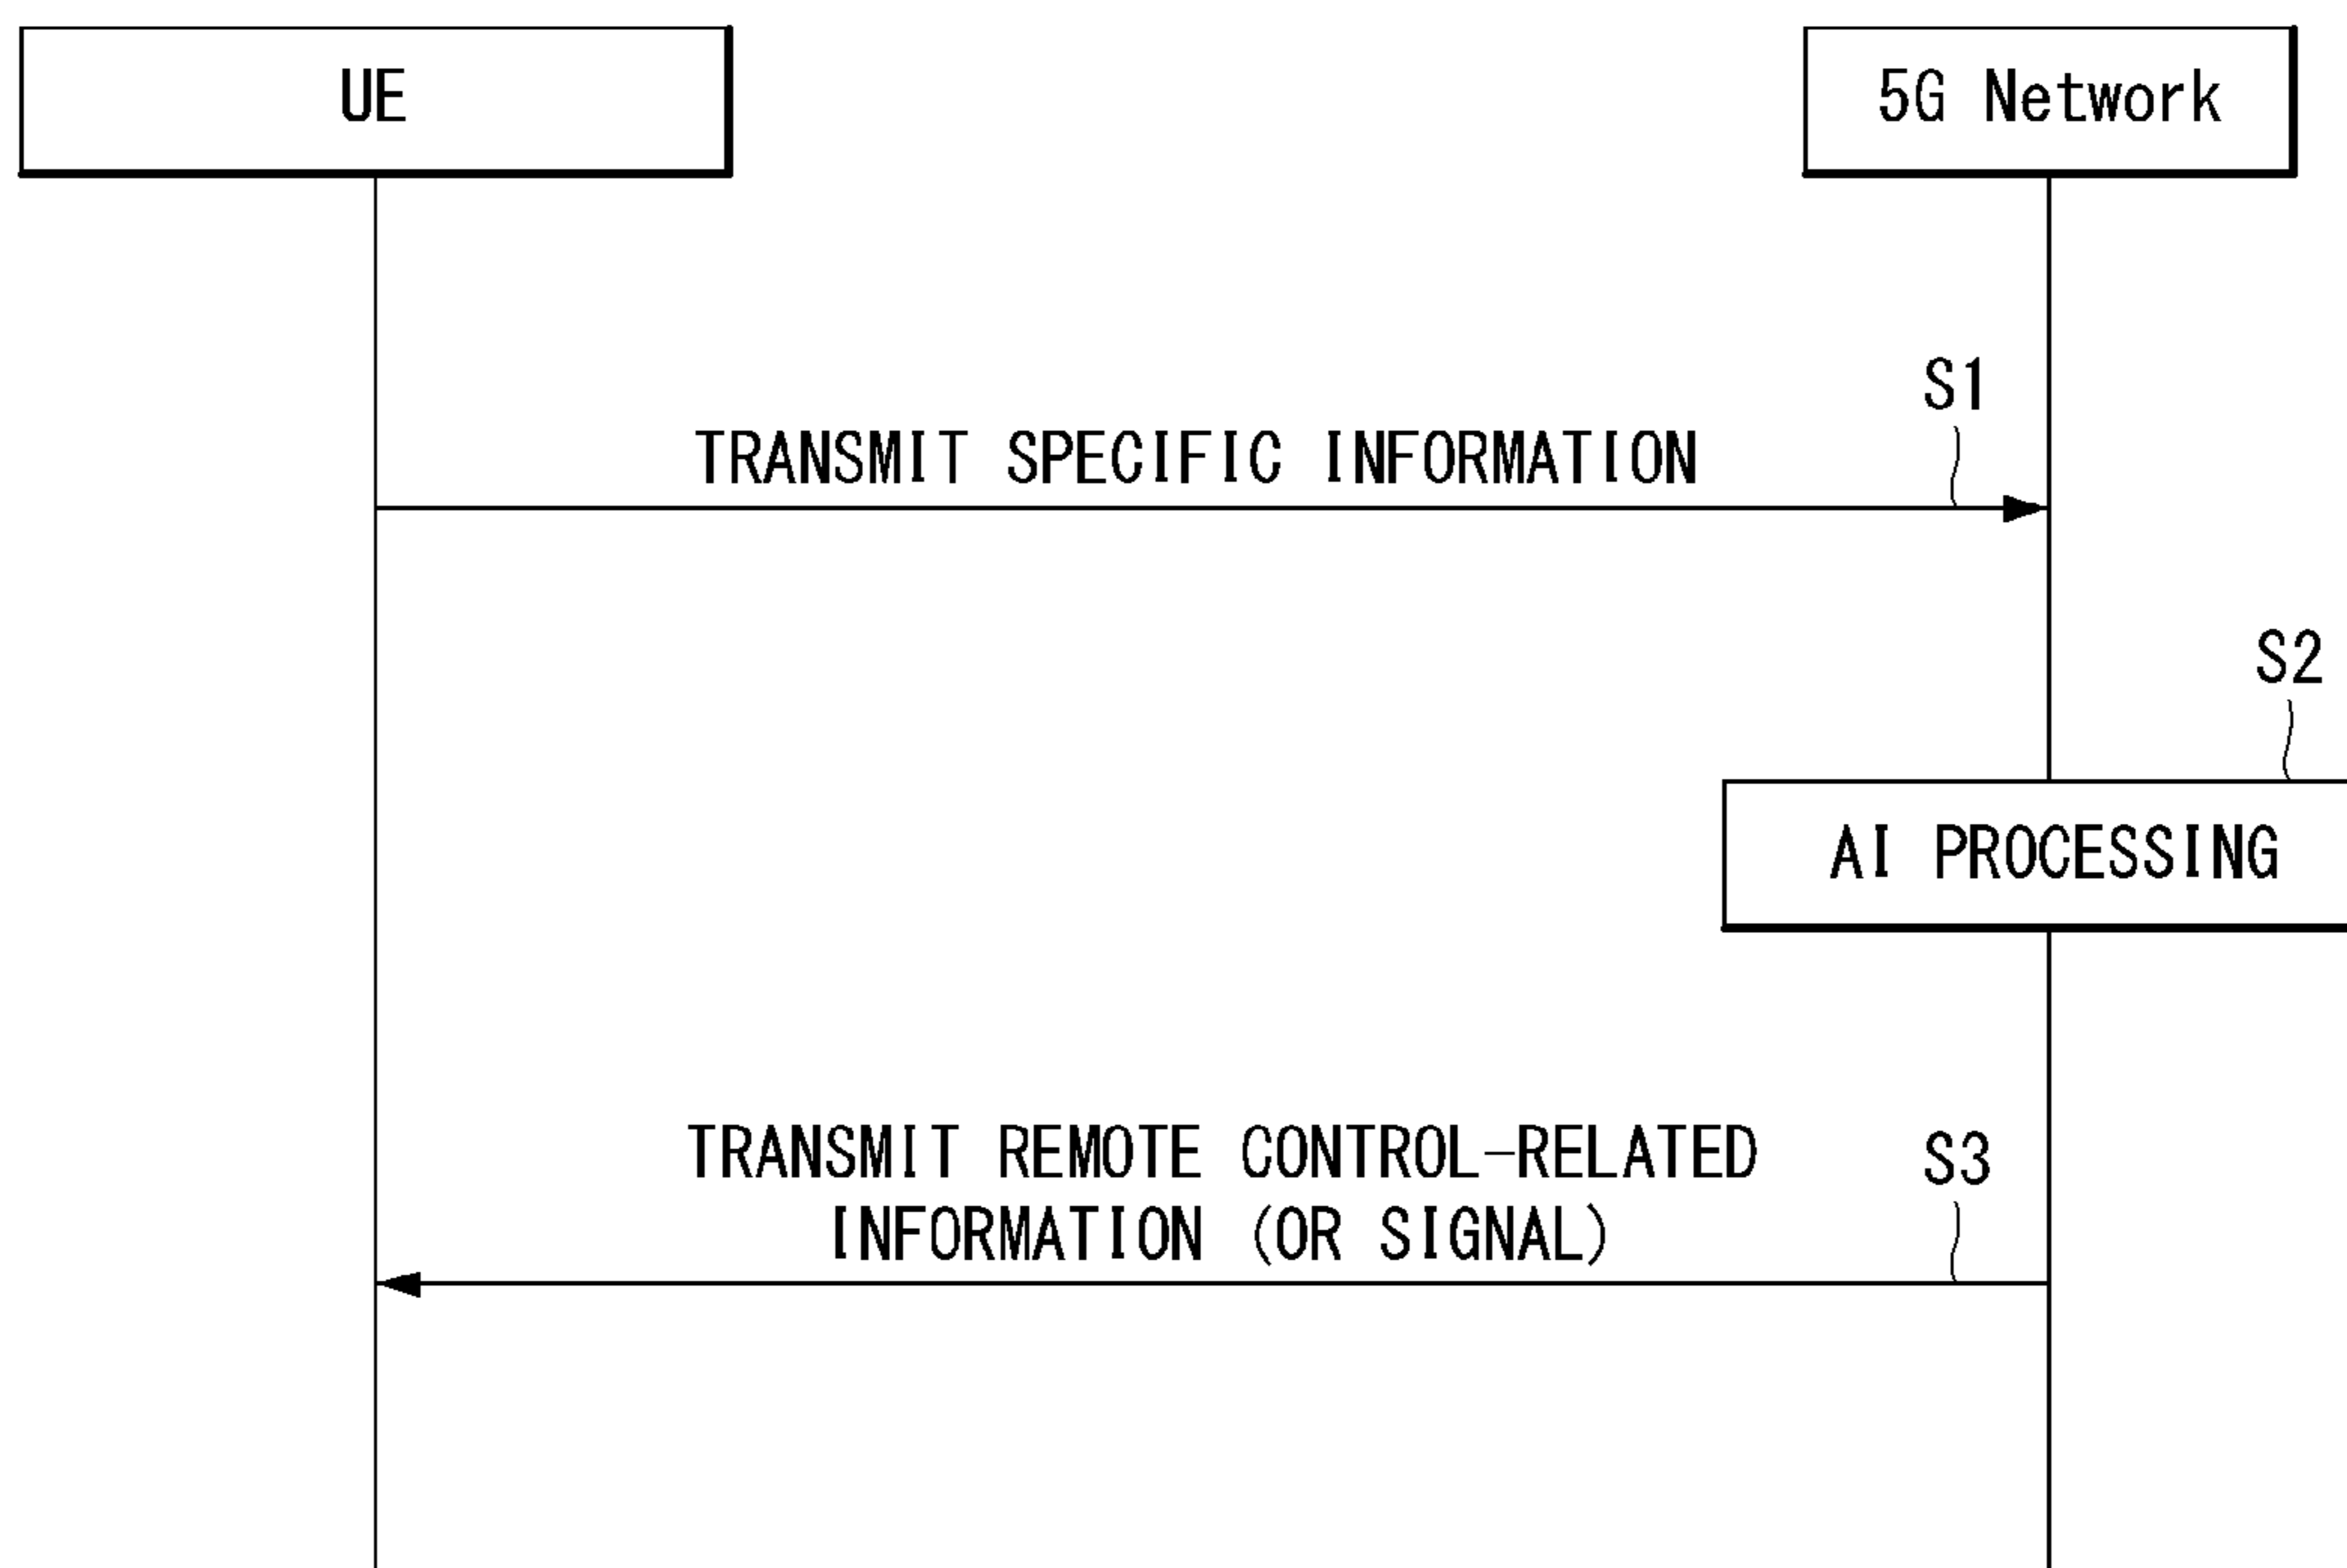 UE
5G Network
S1
TRANSMIT SPECIFIC INFORMATION
S2
AI PROCESSING
TRANSMIT REMOTE CONTROL-RELATED
S3
INFORMATION (OR SIGNAL)